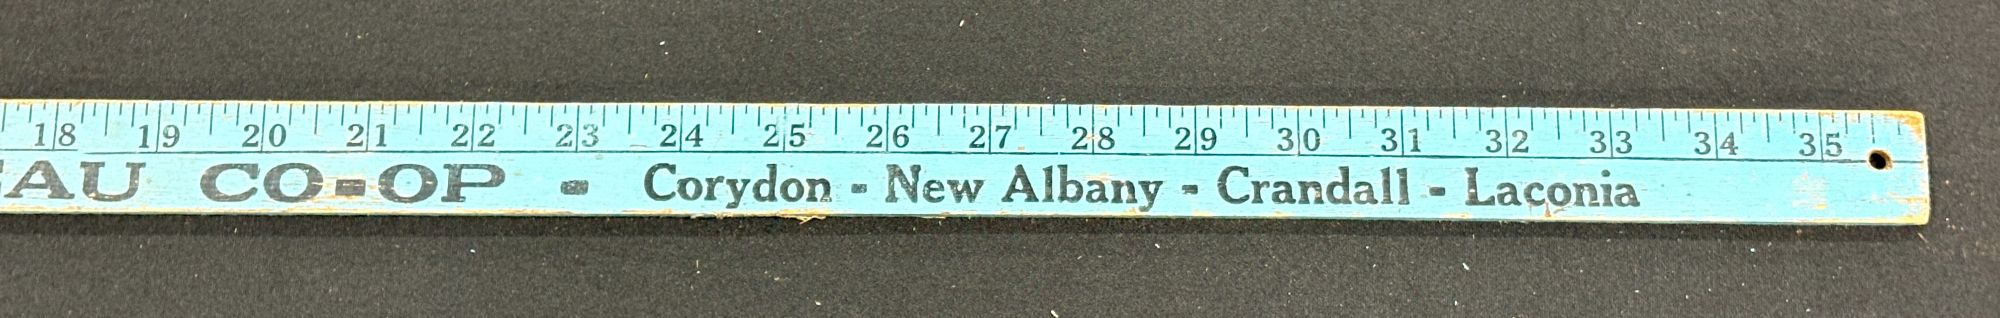 18 19 20 21 22 23 24 25 26 27 28 29 30 31 32 33 34 35
AU CO-OP - Corydon - New Albany - Crandall - Laconia